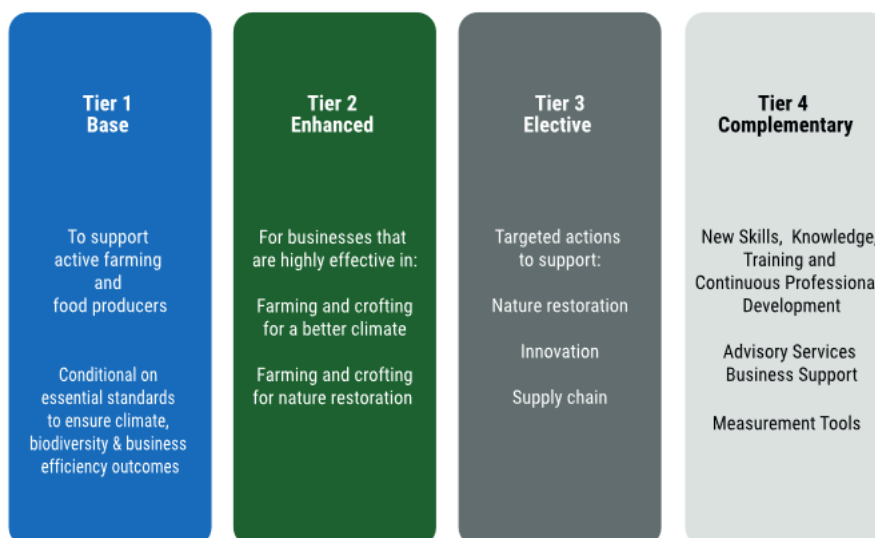 Tier 1
Base
To support
active farming
and
food producers
Conditional on
essential standards
to ensure climate,
biodiversity & business
efficiency outcomes
Tier 2
Enhanced
For businesses that
are highly effective in:
Farming and crofting
for a better climate
Farming and crofting
for nature restoration
Tier 3
Elective
Targeted actions
to support:
Nature restoration
Innovation
Supply chain
Tier 4
Complementary
New Skills, Knowledge,
Training and
Continuous Professional
Development
Advisory Services
Business Support
Measurement Tools